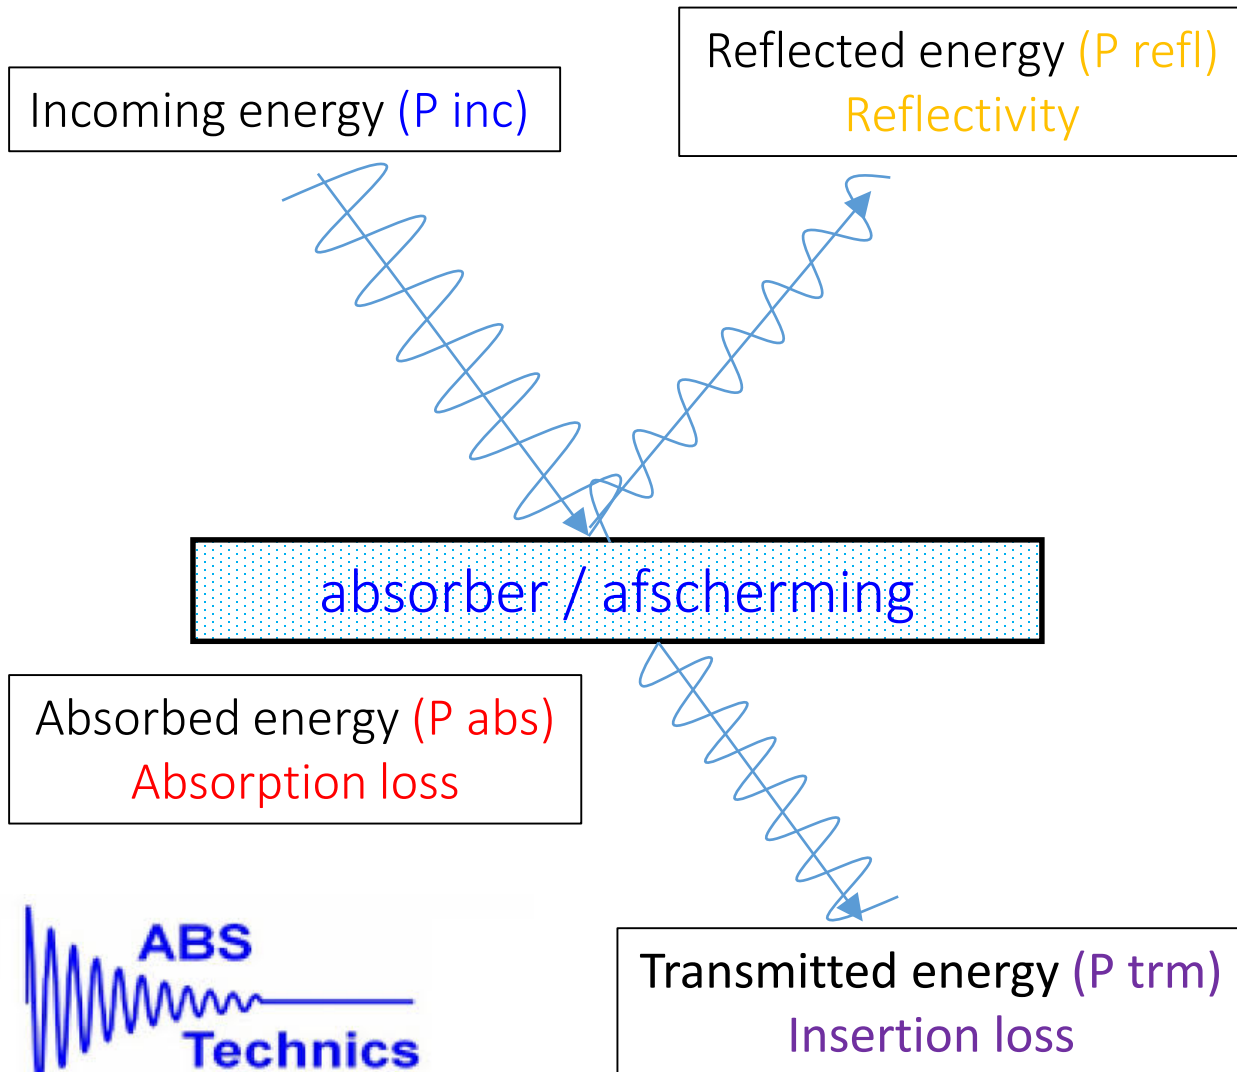 Incoming energy (P inc)
Reflected energy (P refl)
Reflectivity
absorber / afscherming
Absorbed energy (P abs)
Absorption loss
ABS
Technics
Transmitted energy (P trm)
Insertion loss